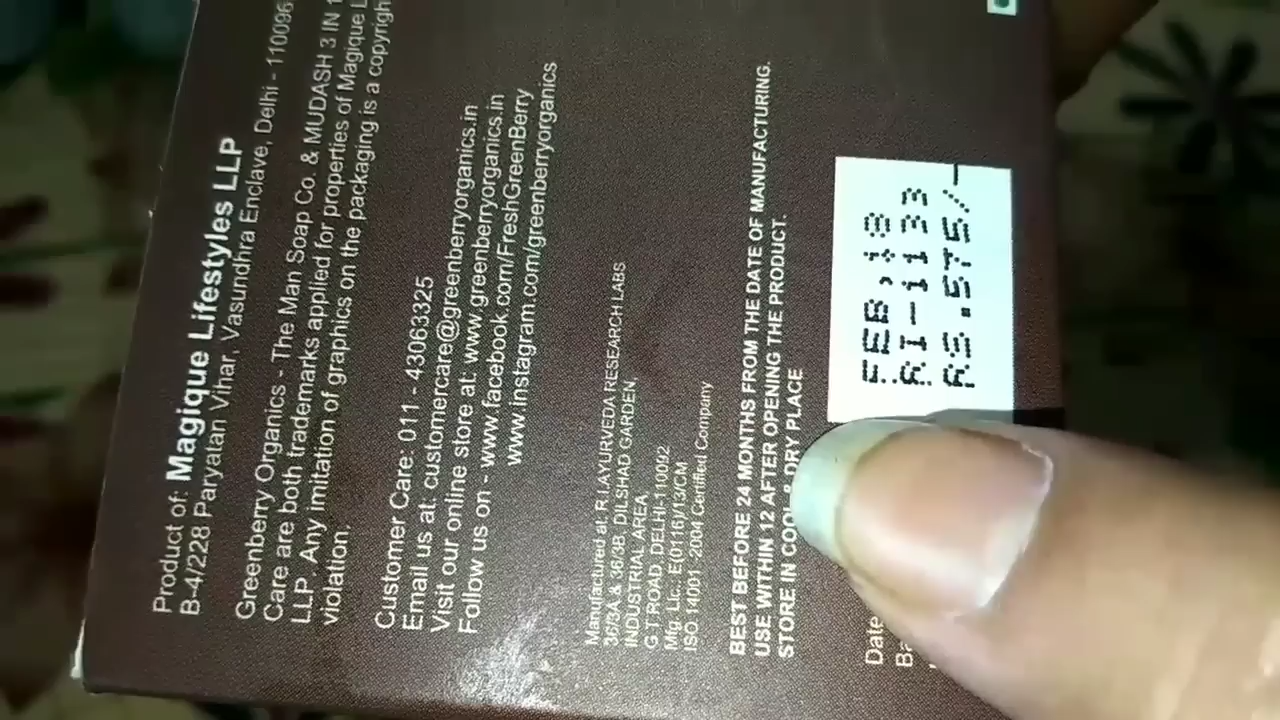 Product of: Magique Lifestyles LLP
B-4/228 Paryatan Vihar, Vasundhra Enclave, Delhi - 110096
Greenberry Organics - The Man Soap Co. & MUDASH 3 IN 1
Care are both trademarks applied for properties of Magique L
LLP. Any imitation of graphics on the packaging is a copyright
violation.
Customer Care: 011 - 43063325
Email us at: customercare@greenberryorganics.in
Visit our online store at: www.greenberryorganics.in
Follow us on - www.facebook.com/FreshGreenBerry
www.instagram.com/greenberryorganics
Manufactured at: R.I AYURVEDA RESEARCH LABS
36/3A & 36/3B, DILSHAD GARDEN,
INDUSTRIAL AREA
G T ROAD, DELHI-110092
Mfg. Lic.: E(0116)/13/CM
ISO. 14001 :2004 Certified Company
BEST BEFORE 24 MONTHS FROM THE DATE OF MANUFACTURING.
USE WITHIN 12 AFTER OPENING THE PRODUCT.
STORE IN COOL & DRY PLACE
Date
Ba
FEB,18
RI-1133
RS.575/-